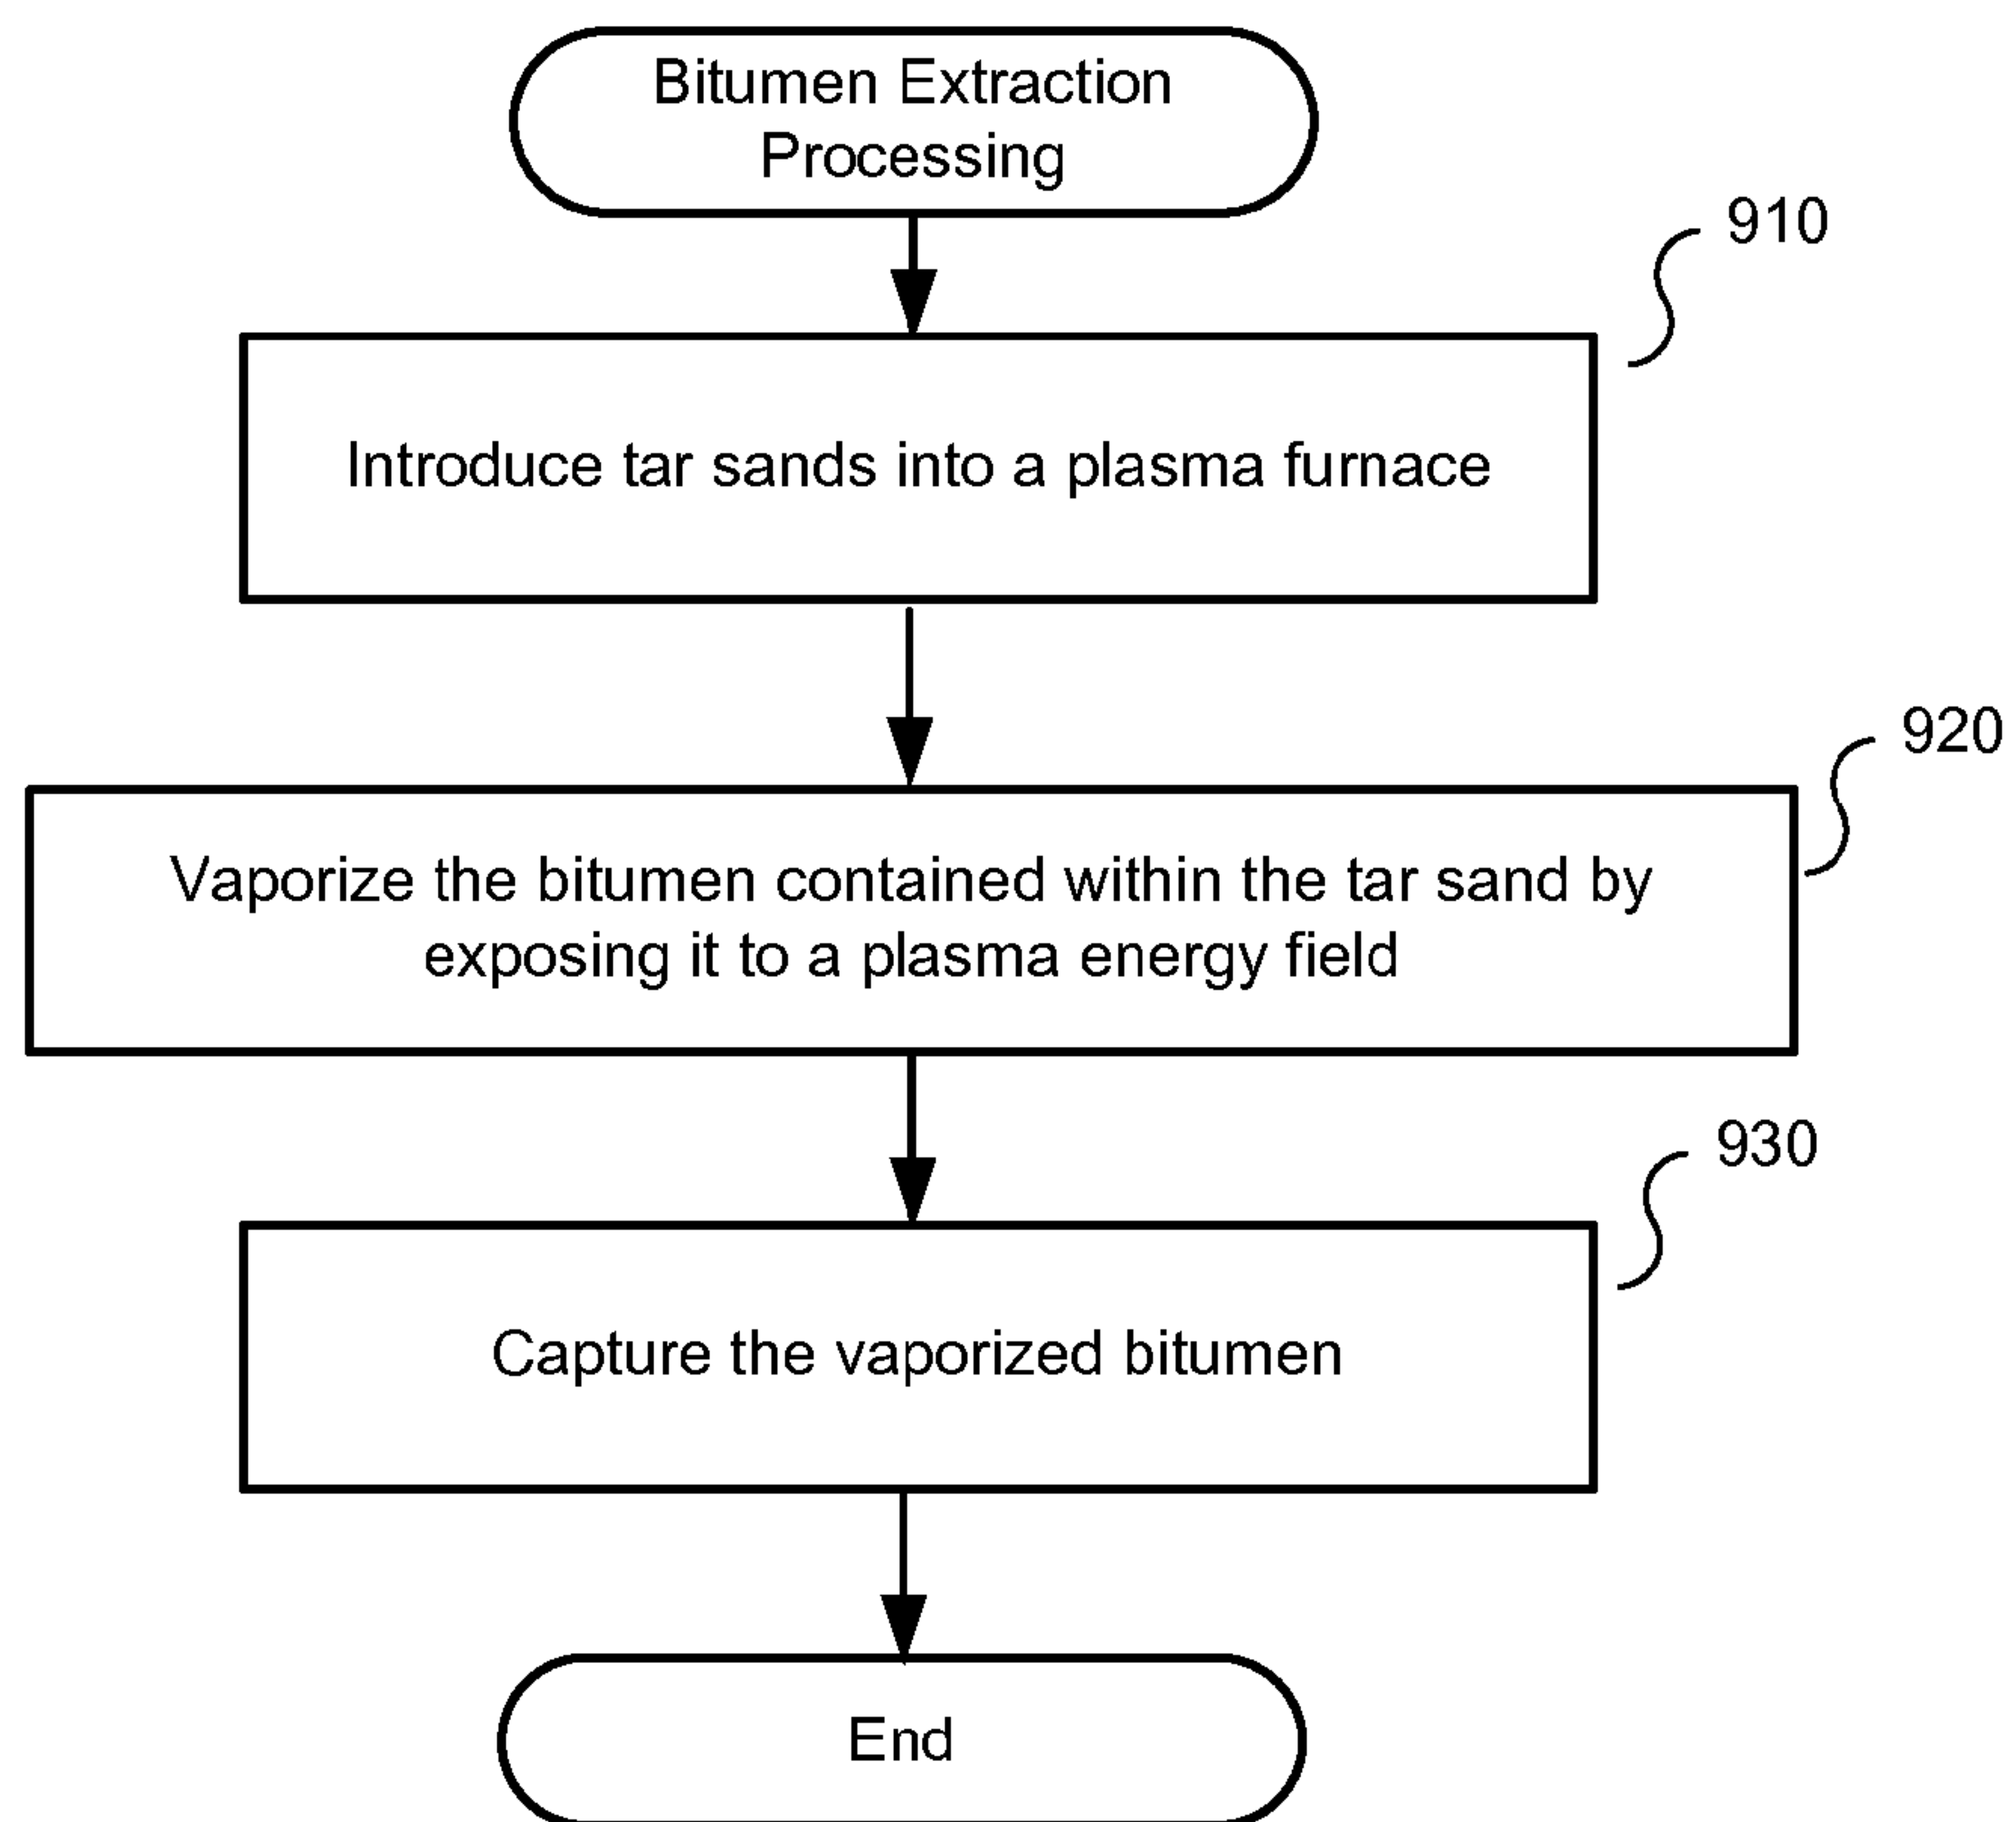 Bitumen Extraction
Processing
910
Introduce tar sands into a plasma furnace
920
Vaporize the bitumen contained within the tar sand by
exposing it to a plasma energy field
930
Capture the vaporized bitumen
End